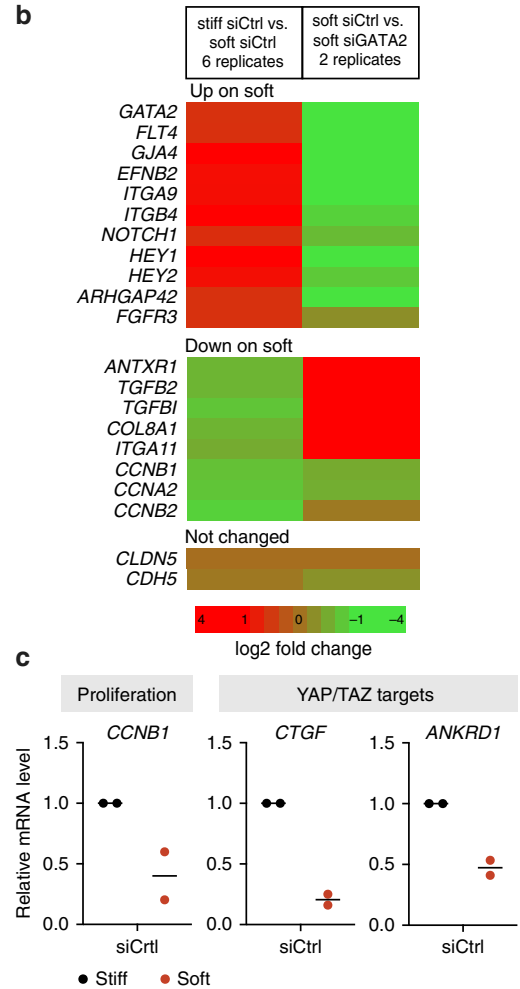 b
stiff siCtrl vs.
soft siCtrl
6 replicates
soft siCtrl vs.
soft siGATA2
2 replicates
Up on soft
GATA2
FLT4
GJA4
EFNB2
ITGA9
ITGB4
NOTCH1
HEY1
HEY2
ARHGAP42
FGFR3
Down on soft
ANTXR1
TGFB2
TGFBI
COL8A1
ITGA11
CCNB1
CCNA2
CCNB2
Not changed
CLDN5
CDH5
4 1 0 −1 −4
log2 fold change
c
Proliferation
YAP/TAZ targets
CCNB1
CTGF
ANKRD1
Relative mRNA level
1.5
1.0
0.5
0.0
siCrtl
1.5
1.0
0.5
0.0
siCtrl
1.5
1.0
0.5
0.0
siCtrl
Stiff
Soft